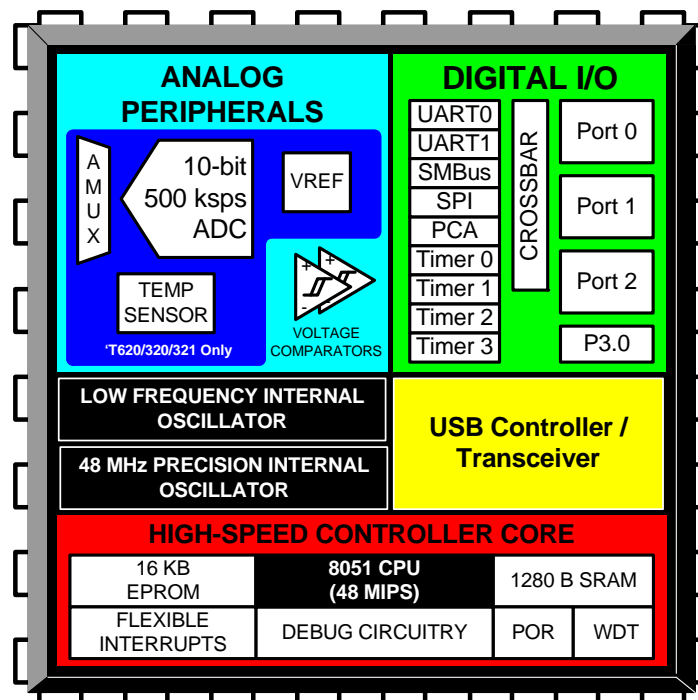 ANALOG
PERIPHERALS
A
M
U
X
10-bit
500 ksps
ADC
VREF
TEMP
SENSOR
+
+
-
-
VOLTAGE
COMPARATORS
‘T620/320/321 Only
DIGITAL I/O
UART0
UART1
SMBus
SPI
PCA
Timer 0
Timer 1
Timer 2
Timer 3
CROSSBAR
Port 0
Port 1
Port 2
P3.0
LOW FREQUENCY INTERNAL
OSCILLATOR
48 MHz PRECISION INTERNAL
OSCILLATOR
USB Controller /
Transceiver
HIGH-SPEED CONTROLLER CORE
16 KB
EPROM
8051 CPU
(48 MIPS)
1280 B SRAM
FLEXIBLE
INTERRUPTS
DEBUG CIRCUITRY
POR
WDT